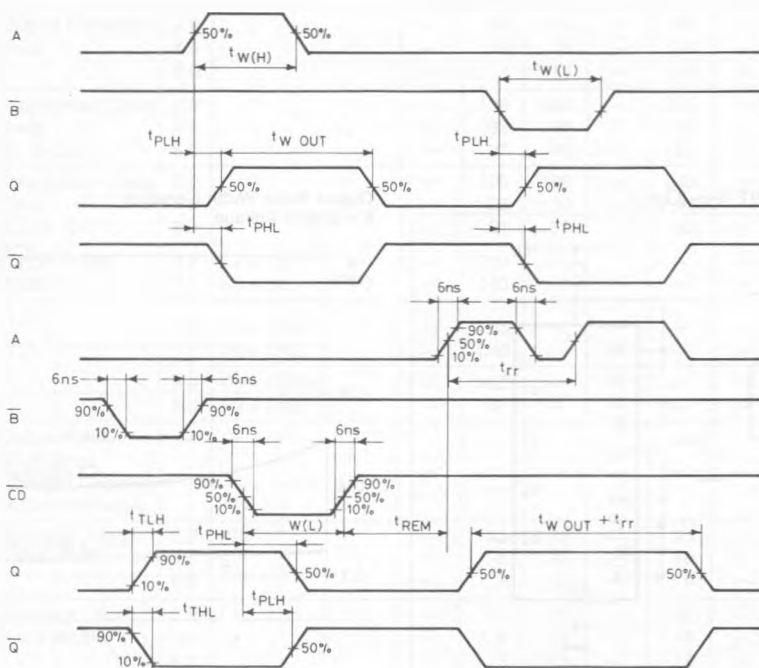 A 50% 50%
tW(H)
tW(L)
B
tPLH tW OUT tPLH
Q 50% 50% 50%
tPHL tPHL
Q
6ns 6ns
A 90%
50%
10%
trr
6ns 6ns
B 90% 90%
10% 10%
6ns 6ns
CD 90% 90%
50% 50%
10% 10%
tTLH tPHL W(L) tREM tW OUT + trr
Q 90%
10% 50% 50% 50%
tTHL tPLH
Q 90% 50%
10%